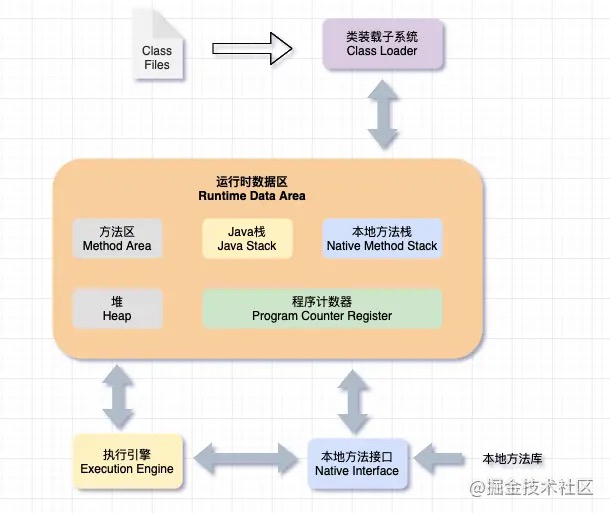 Class
Files
类装载子系统
Class Loader
运行时数据区
Runtime Data Area
方法区
Method Area
Java栈
Java Stack
本地方法栈
Native Method Stack
堆
Heap
程序计数器
Program Counter Register
执行引擎
Execution Engine
本地方法接口
Native Interface
本地方法库
@掘金技术社区